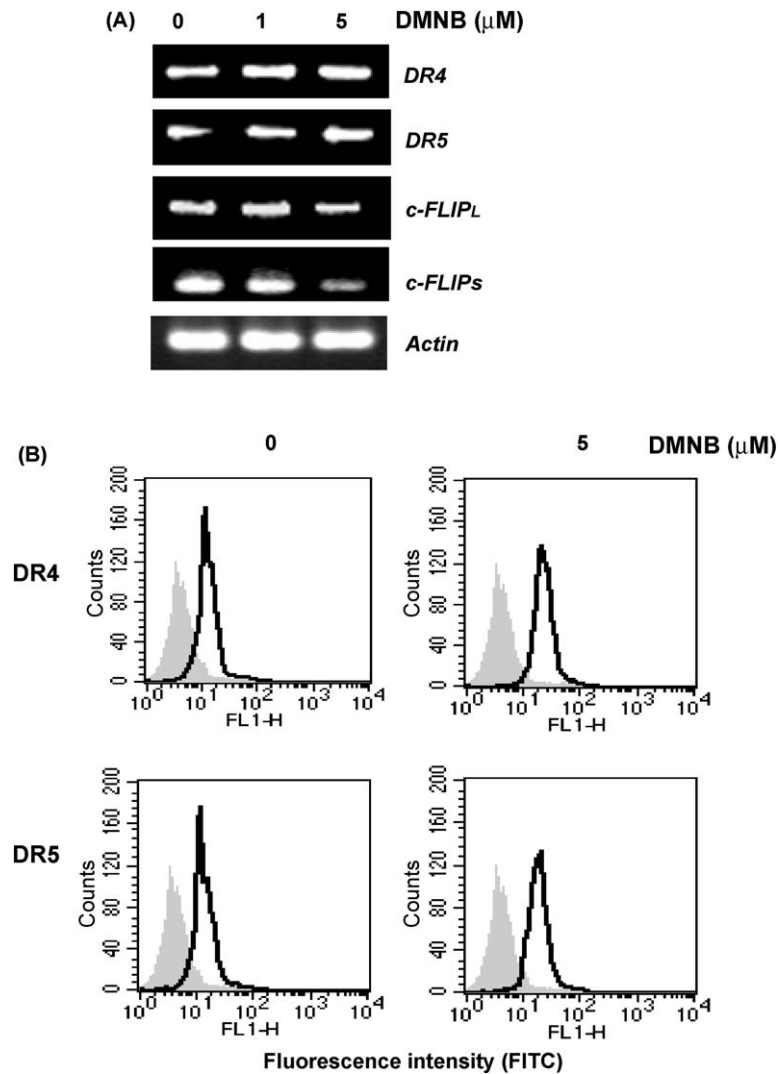 (A) 0 1 5 DMNB (μM)
DR4
DR5
c-FLIPL
c-FLIPs
Actin
(B) 0 5 DMNB (μM)
DR4
Counts
200
160
120
80
40
0
10^0 10^1 10^2 10^3 10^4
FL1-H
Counts
200
160
120
80
40
0
10^0 10^1 10^2 10^3 10^4
FL1-H
DR5
Counts
200
160
120
80
40
0
10^0 10^1 10^2 10^3 10^4
FL1-H
Counts
200
160
120
80
40
0
10^0 10^1 10^2 10^3 10^4
FL1-H
Fluorescence intensity (FITC)